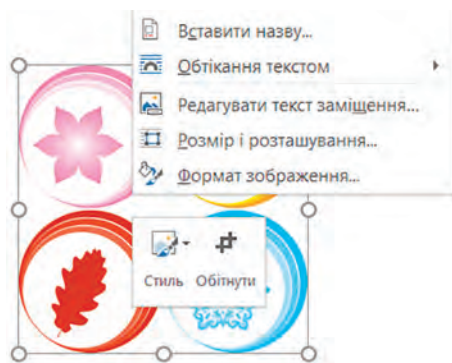 Вставити назву...
Обтікання текстом
Редагувати текст заміщення...
Розмір і розташування...
Формат зображення...
Стиль Обітнути